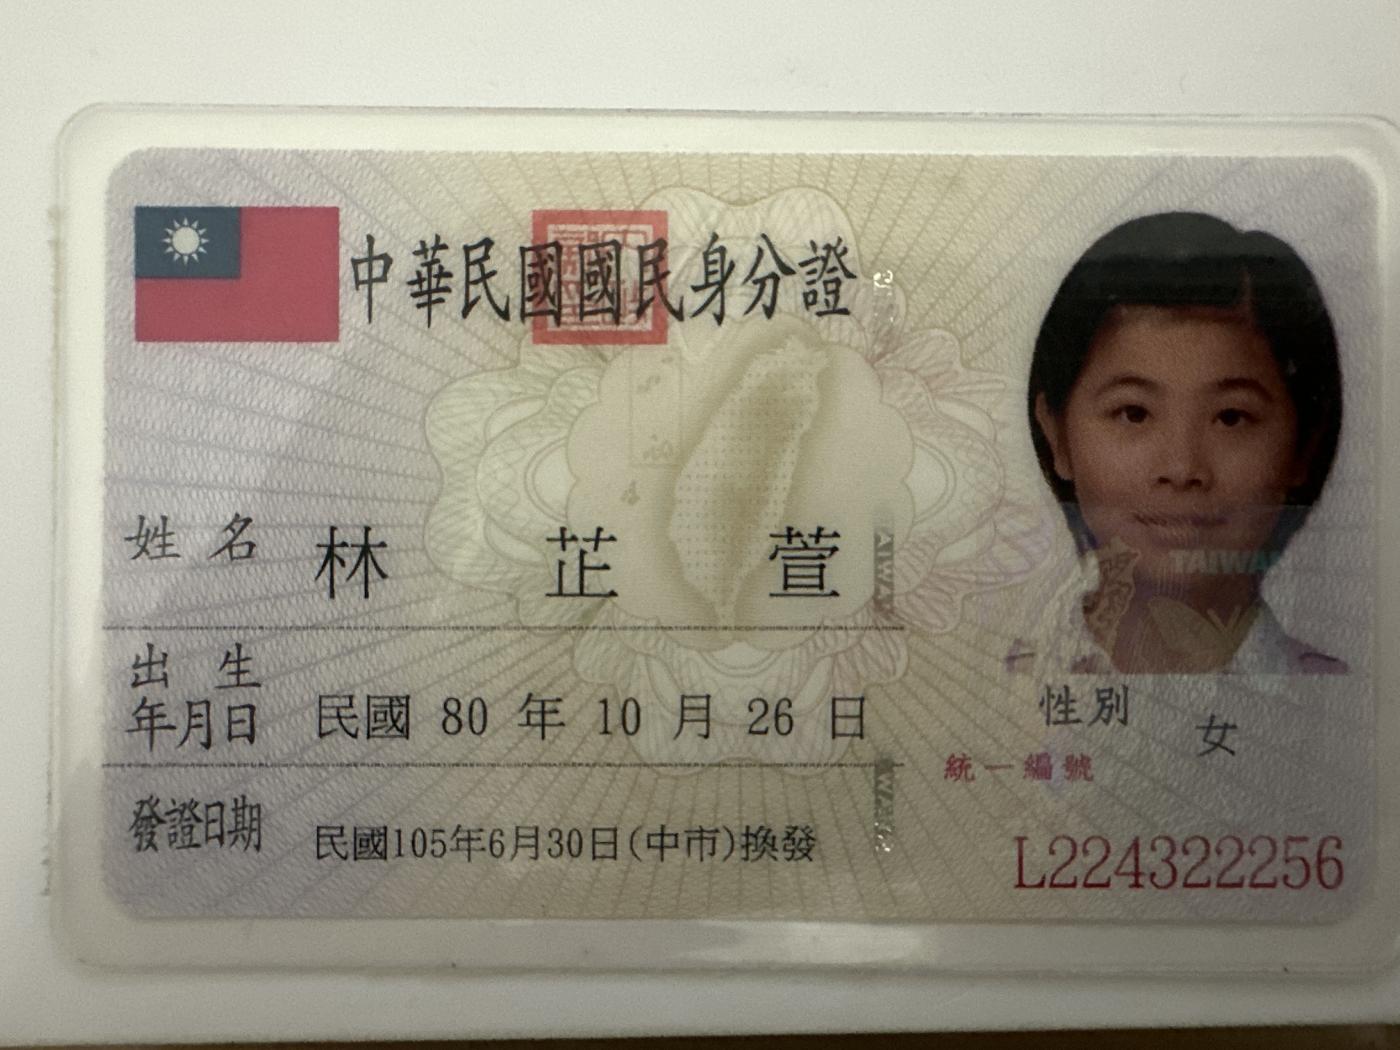 中華民國國民身分證
姓名 林芷萱
出生年月日 民國 80 年 10 月 26 日
發證日期 民國105年6月30日(中市)換發
TAIWAN
性別 女
統一編號
L224322256